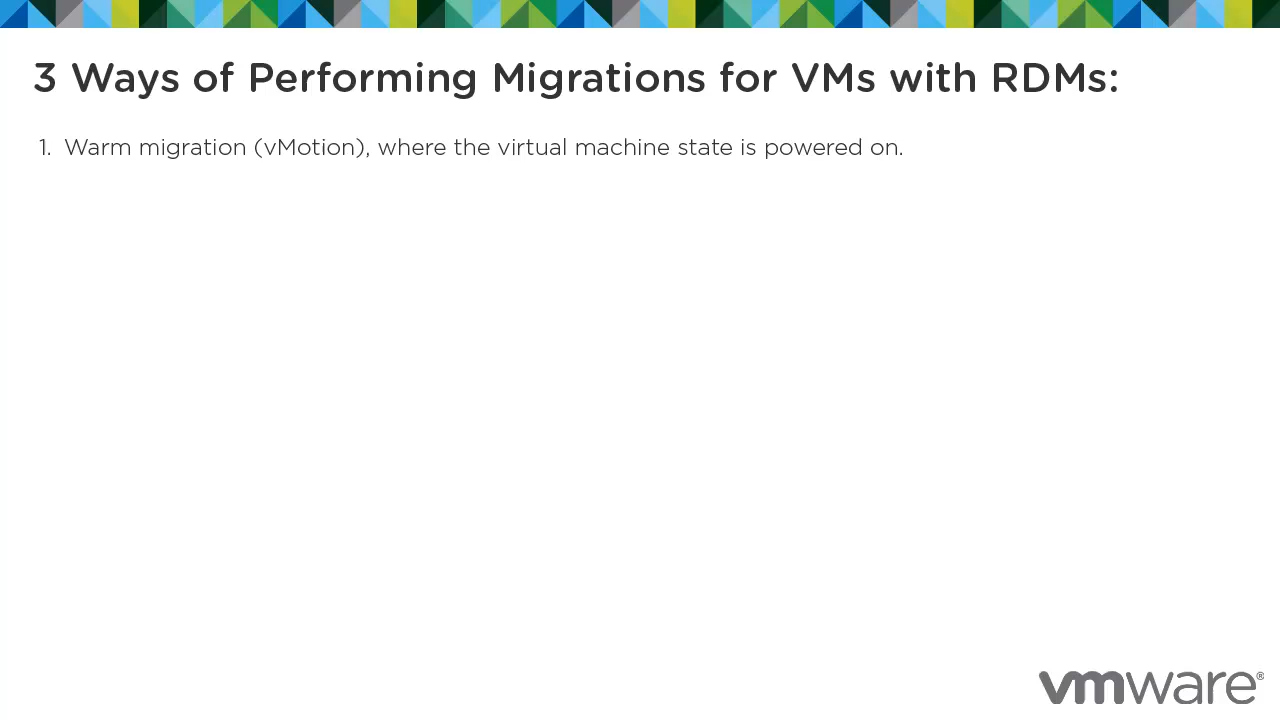 3 Ways of Performing Migrations for VMs with RDMs:
1. Warm migration (vMotion), where the virtual machine state is powered on.
vmware®